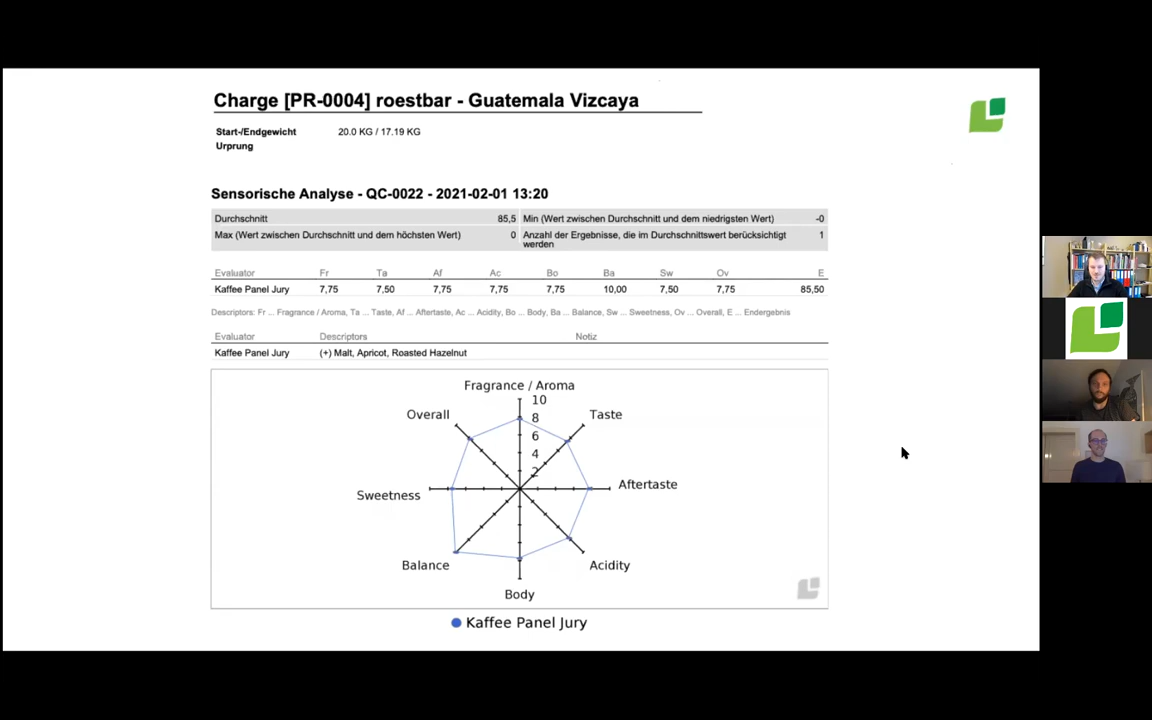 Charge [PR-0004] roestbar - Guatemala Vizcaya
Start-/Endgewicht 20.0 KG / 17.19 KG
Urprung
Sensorische Analyse - QC-0022 - 2021-02-01 13:20
Durchschnitt 85,5 Min (Wert zwischen Durchschnitt und dem niedrigsten Wert) -0
Max (Wert zwischen Durchschnitt und dem höchsten Wert) 0 Anzahl der Ergebnisse, die im Durchschnittswert berücksichtigt 1
werden
Evaluator Fr Ta Af Ac Bo Ba Sw Ov E
Kaffee Panel Jury 7,75 7,50 7,75 7,75 7,75 10,00 7,50 7,75 85,50
Descriptors: Fr ... Fragrance / Aroma, Ta ... Taste, Af ... Aftertaste, Ac ... Acidity, Bo ... Body, Ba ... Balance, Sw ... Sweetness, Ov ... Overall, E ... Endergebnis
Evaluator Descriptors Notiz
Kaffee Panel Jury (+) Malt, Apricot, Roasted Hazelnut
Fragrance / Aroma
10
Overall 8 Taste
6
4
2
Sweetness Aftertaste
Balance Acidity
Body
Kaffee Panel Jury